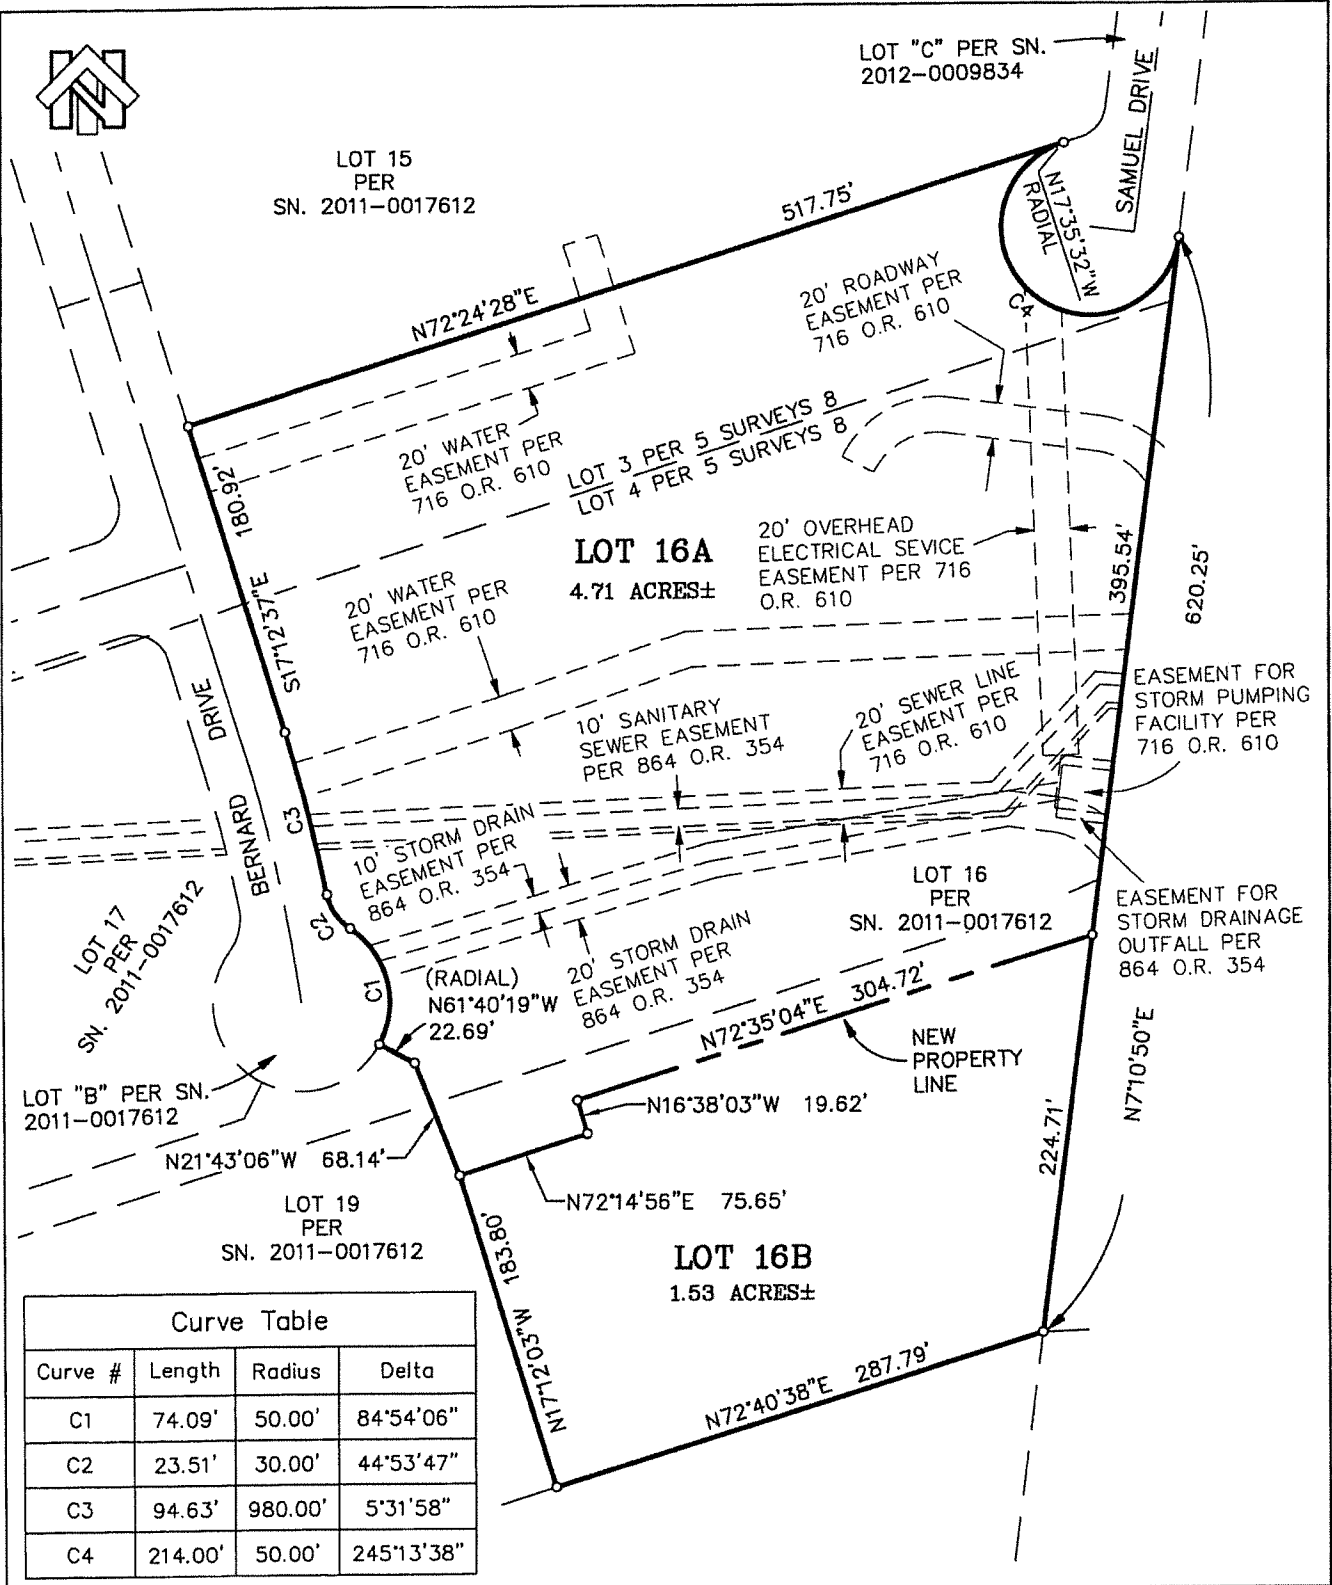 N
LOT "C" PER SN.
2012-0009834
SAMUEL DRIVE
LOT 15
PER
SN. 2011-0017612
517.75'
N72°24'28"E
N17°35'32"W
RADIAL
C4
20' ROADWAY
EASEMENT PER
716 O.R. 610
20' WATER
EASEMENT PER
716 O.R. 610
LOT 3 PER 5 SURVEYS 8
LOT 4 PER 5 SURVEYS 8
180.92'
S17°12'37"E
LOT 16A
4.71 ACRES±
20' OVERHEAD
ELECTRICAL SEVICE
EASEMENT PER 716
O.R. 610
395.54'
620.25'
20' WATER
EASEMENT PER
716 O.R. 610
BERNARD DRIVE
10' SANITARY
SEWER EASEMENT
PER 864 O.R. 354
20' SEWER LINE
EASEMENT PER
716 O.R. 610
EASEMENT FOR
STORM PUMPING
FACILITY PER
716 O.R. 610
C3
10' STORM DRAIN
EASEMENT PER
864 O.R. 354
LOT 16
PER
SN. 2011-0017612
EASEMENT FOR
STORM DRAINAGE
OUTFALL PER
864 O.R. 354
C2
LOT 17
PER
SN. 2011-0017612
C1
(RADIAL)
N61°40'19"W
22.69'
20' STORM DRAIN
EASEMENT PER
864 O.R. 354
N72°35'04"E 304.72'
NEW
PROPERTY
LINE
N7°10'50"E
LOT "B" PER SN.
2011-0017612
N16°38'03"W 19.62'
224.71'
N21°43'06"W 68.14'
LOT 19
PER
SN. 2011-0017612
N72°14'56"E 75.65'
LOT 16B
1.53 ACRES±
N17°12'03"W 183.80'
N72°40'38"E 287.79'
Curve Table
Curve # Length Radius Delta
C1 74.09' 50.00' 84°54'06"
C2 23.51' 30.00' 44°53'47"
C3 94.63' 980.00' 5°31'58"
C4 214.00' 50.00' 245°13'38"